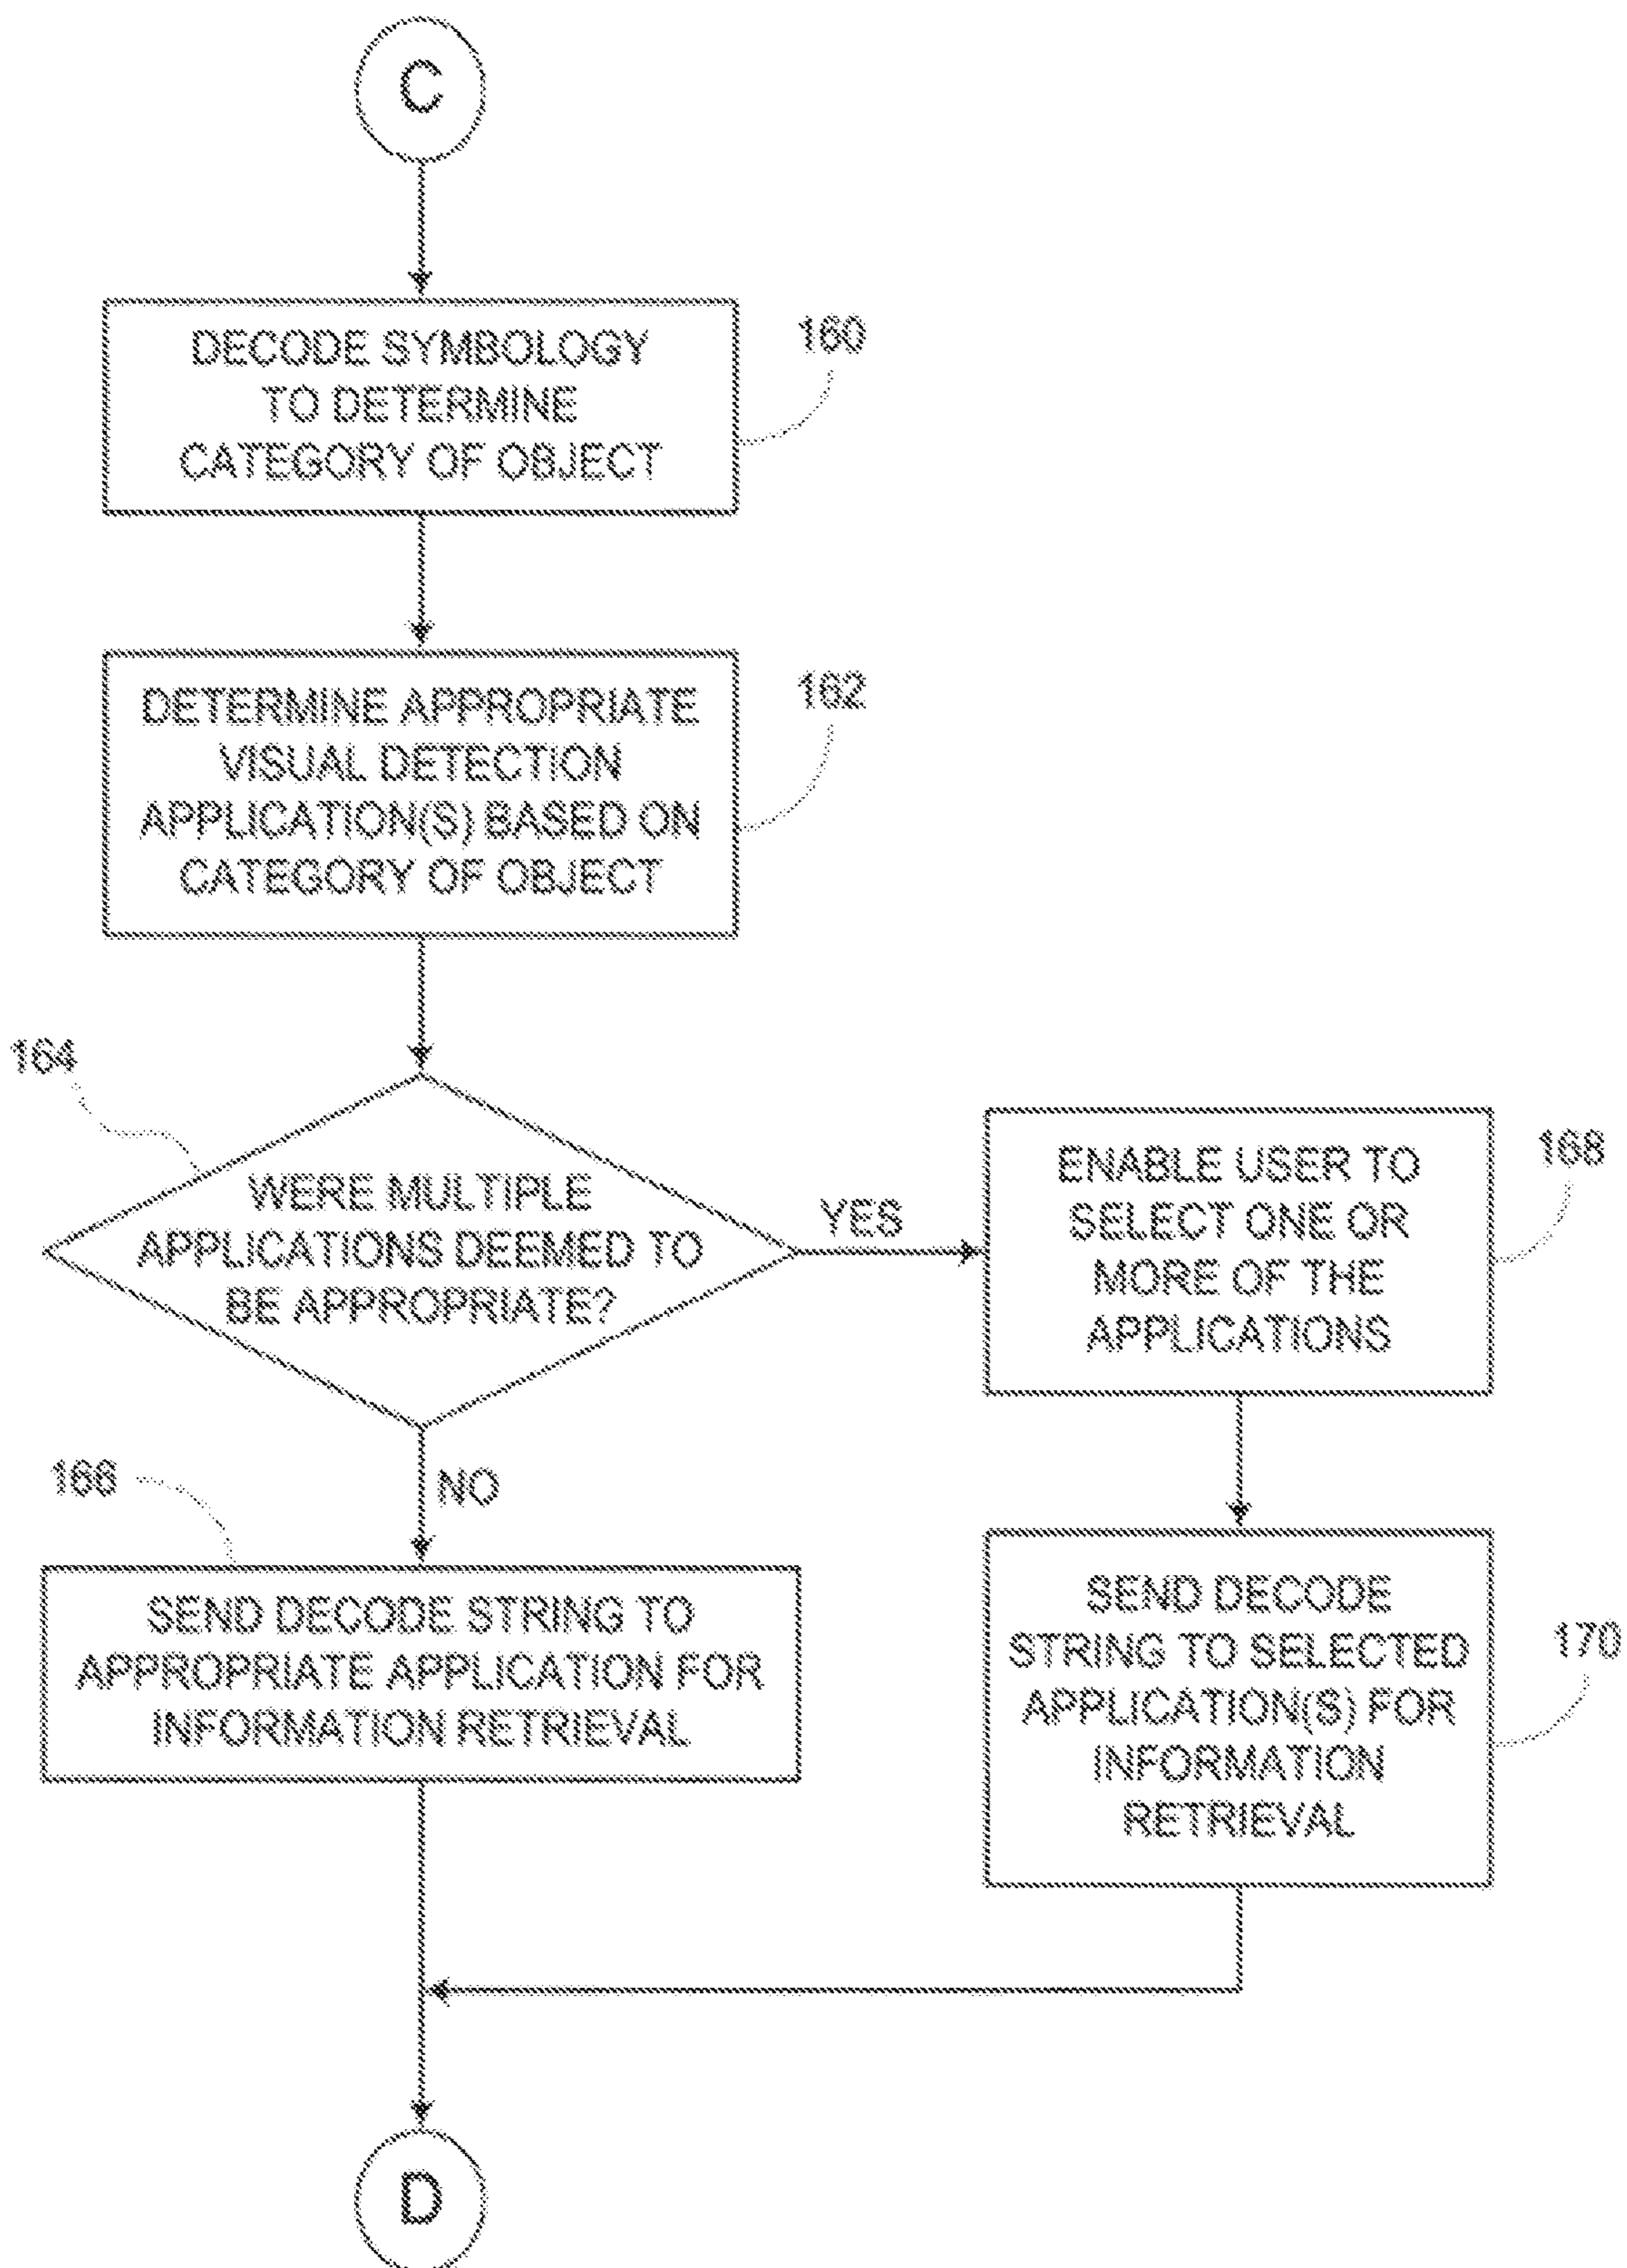 C
DECODE SYMBOLOGY
TO DETERMINE
CATEGORY OF OBJECT
160
DETERMINE APPROPRIATE
VISUAL DETECTION
APPLICATION(S) BASED ON
CATEGORY OF OBJECT
162
164
WERE MULTIPLE
APPLICATIONS DEEMED TO
BE APPROPRIATE?
YES
ENABLE USER TO
SELECT ONE OR
MORE OF THE
APPLICATIONS
168
NO
166
SEND DECODE STRING TO
APPROPRIATE APPLICATION FOR
INFORMATION RETRIEVAL
SEND DECODE
STRING TO SELECTED
APPLICATION(S) FOR
INFORMATION
RETRIEVAL
170
D